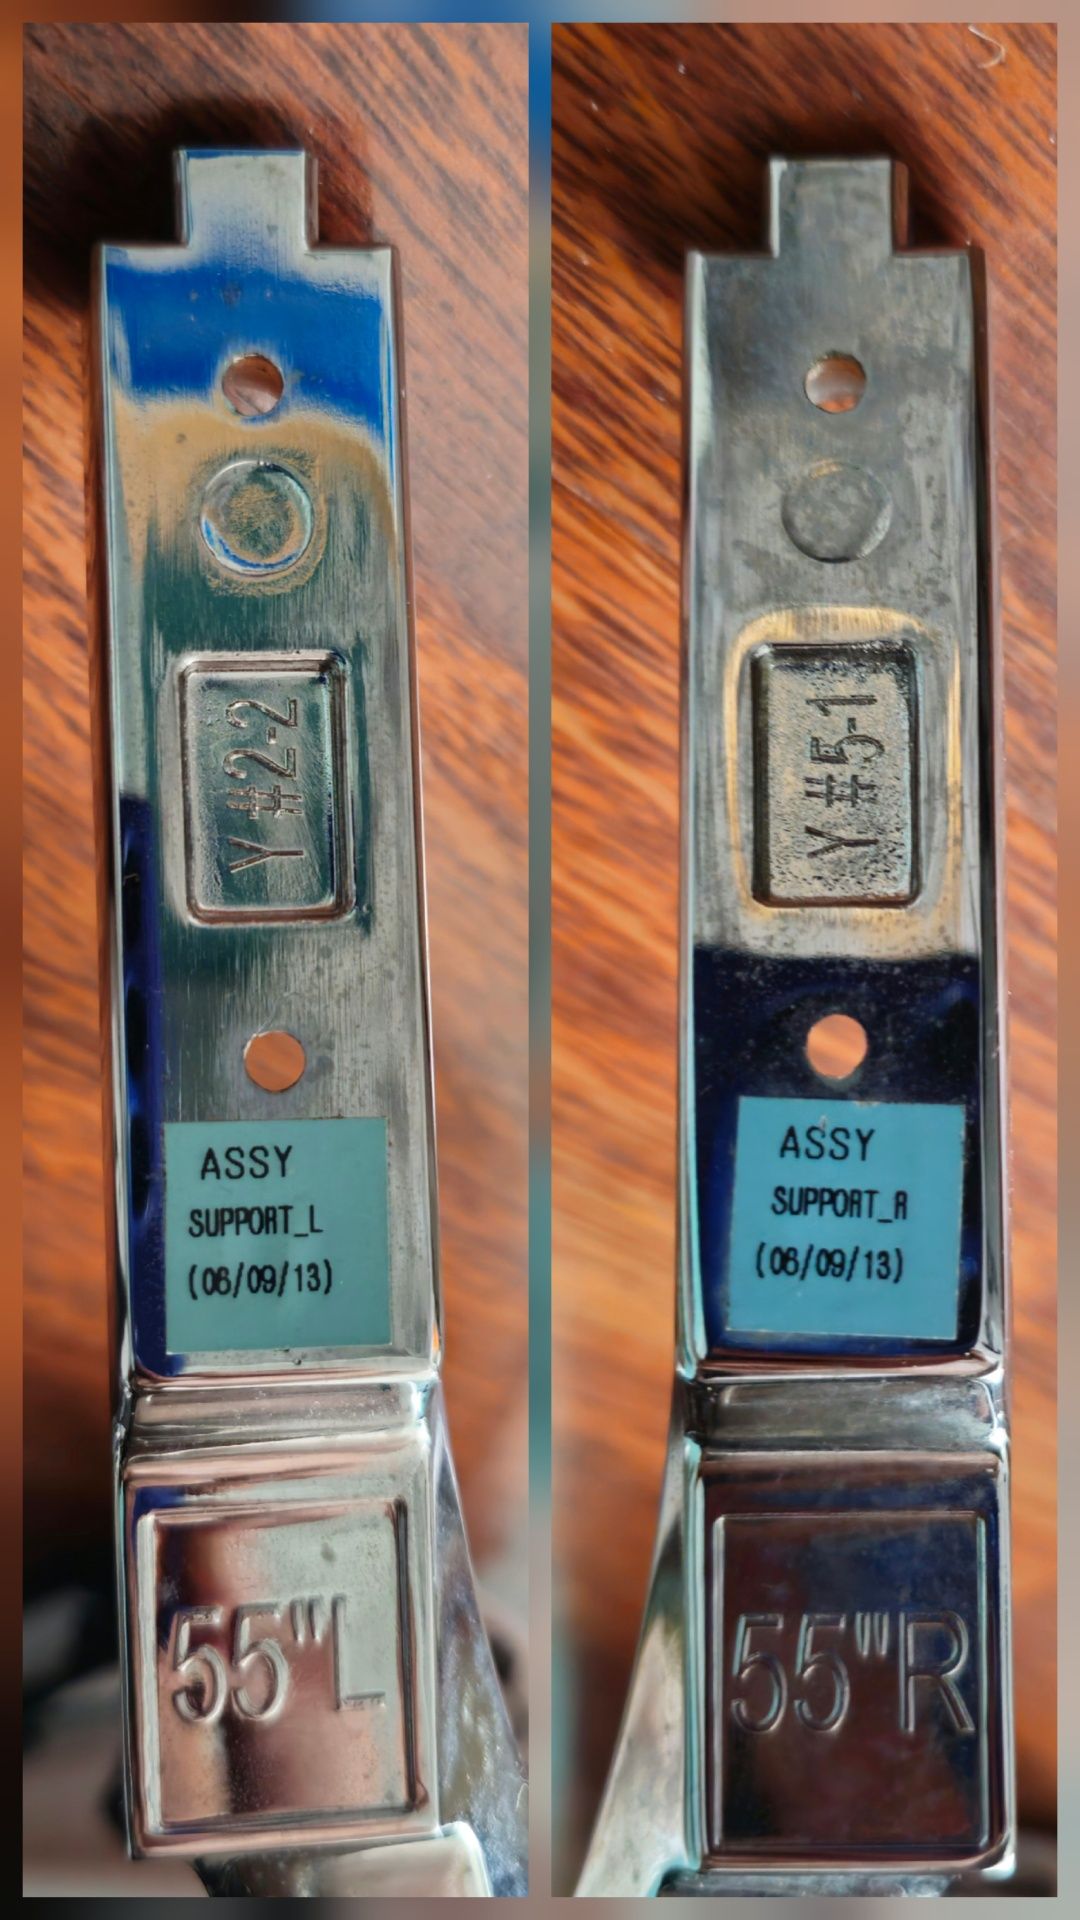 Y #2-2
ASSY
SUPPORT_L
(06/09/13)
55"L
Y #5-1
ASSY
SUPPORT_R
(06/09/13)
55"R